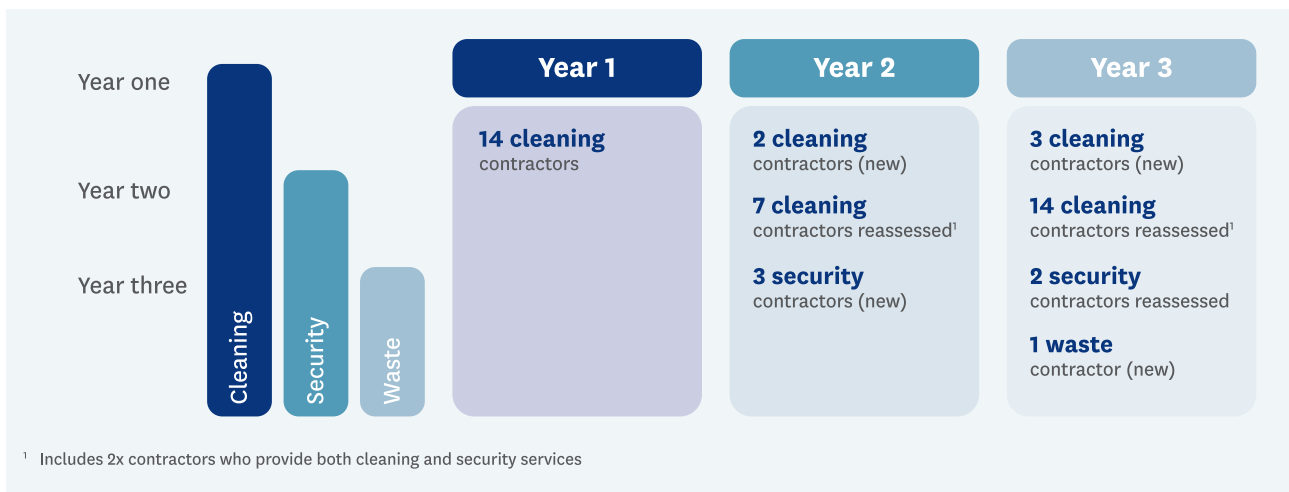 Year one
Year two
Year three
Cleaning
Security
Waste
Year 1
14 cleaning
contractors
Year 2
2 cleaning
contractors (new)
7 cleaning
contractors reassessed¹
3 security
contractors (new)
Year 3
3 cleaning
contractors (new)
14 cleaning
contractors reassessed¹
2 security
contractors reassessed
1 waste
contractor (new)
¹ Includes 2x contractors who provide both cleaning and security services